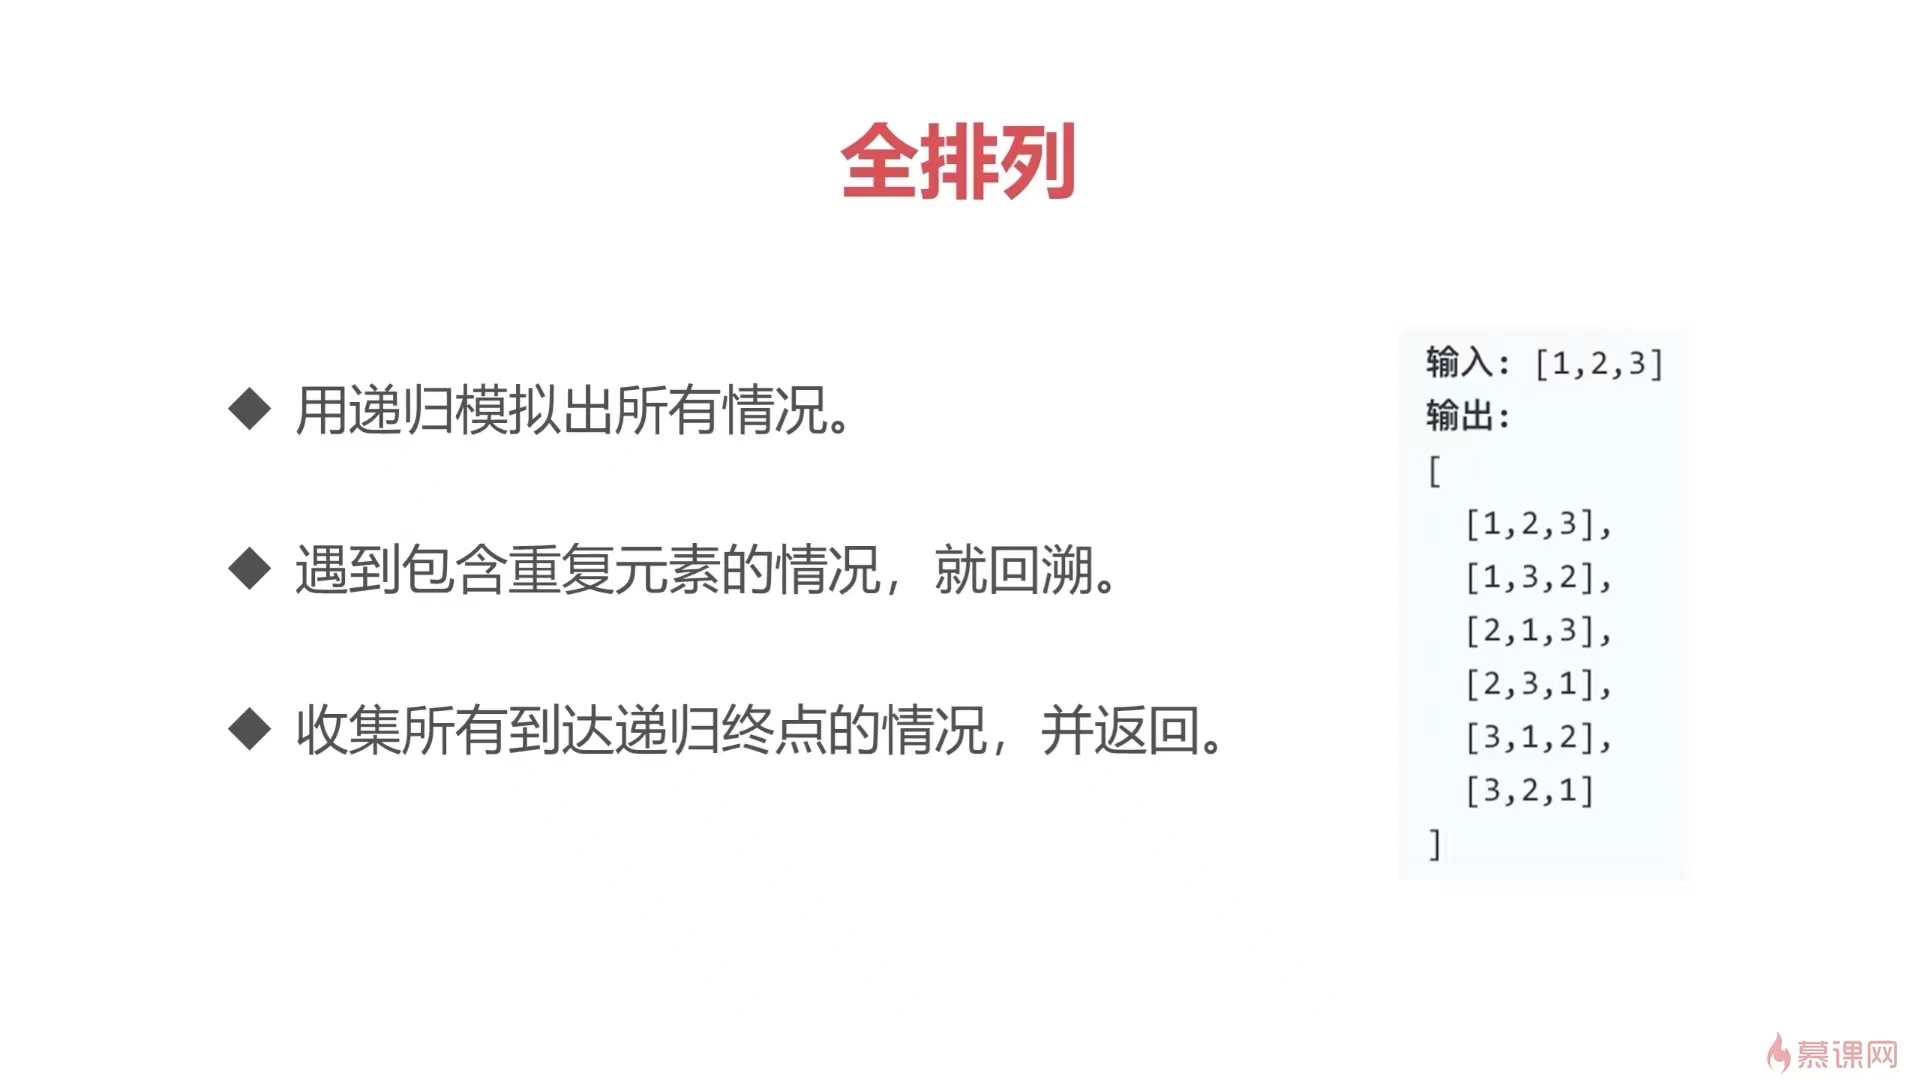 全排列
◆ 用递归模拟出所有情况。
◆ 遇到包含重复元素的情况，就回溯。
◆ 收集所有到达递归终点的情况，并返回。
输入: [1,2,3]
输出:
[
  [1,2,3],
  [1,3,2],
  [2,1,3],
  [2,3,1],
  [3,1,2],
  [3,2,1]
]
慕课网